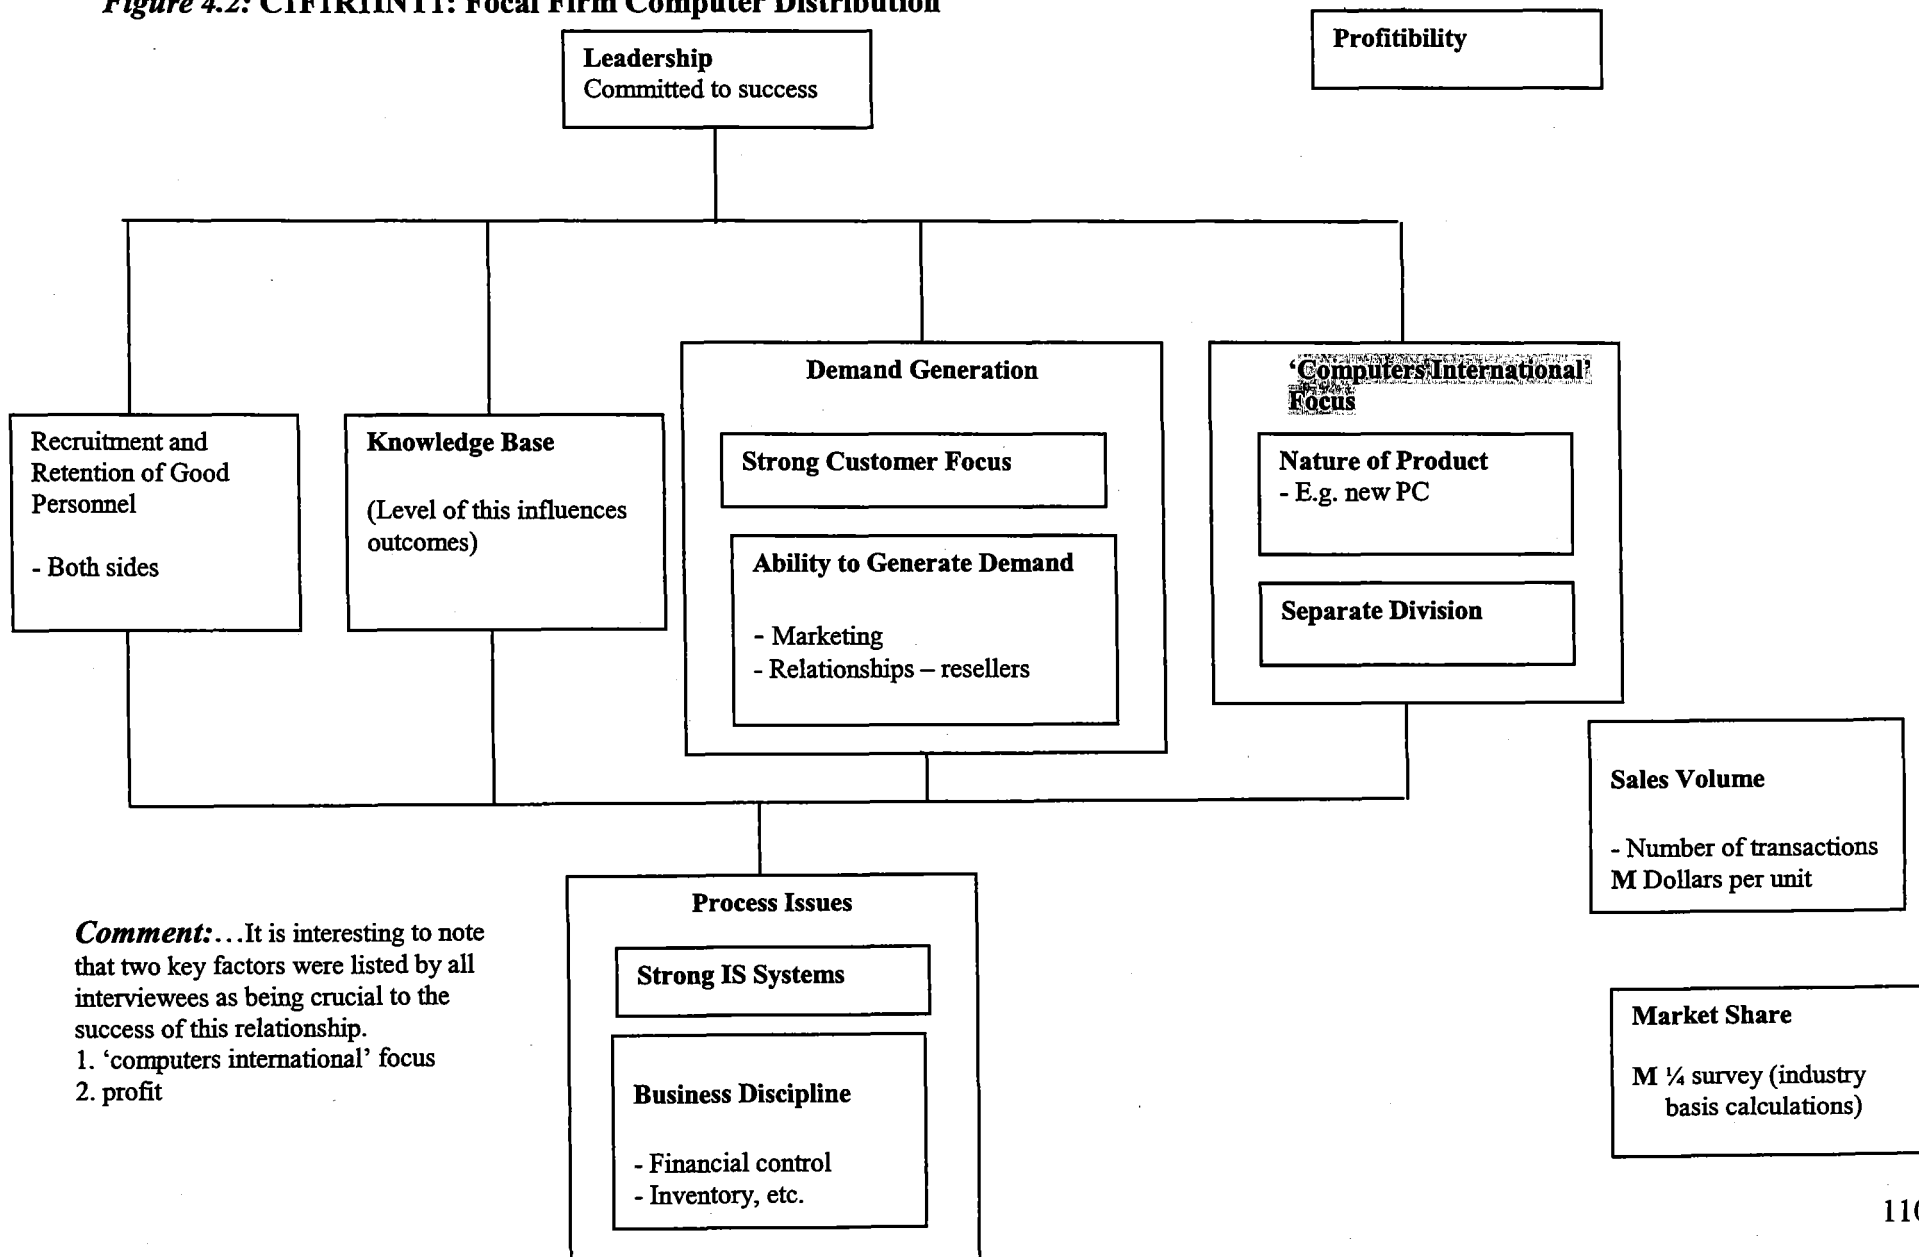 Figure 4.2: C1F1R1IN11: Focal Firm Computer Distribution
Leadership
Committed to success
Profitibility
Recruitment and
Retention of Good
Personnel
- Both sides
Knowledge Base
(Level of this influences
outcomes)
Demand Generation
Strong Customer Focus
Ability to Generate Demand
- Marketing
- Relationships – resellers
‘Computers International’
Focus
Nature of Product
- E.g. new PC
Separate Division
Sales Volume
- Number of transactions
M Dollars per unit
Market Share
M ¼ survey (industry
basis calculations)
Process Issues
Strong IS Systems
Business Discipline
- Financial control
- Inventory, etc.
Comment:…It is interesting to note
that two key factors were listed by all
interviewees as being crucial to the
success of this relationship.
1. ‘computers international’ focus
2. profit